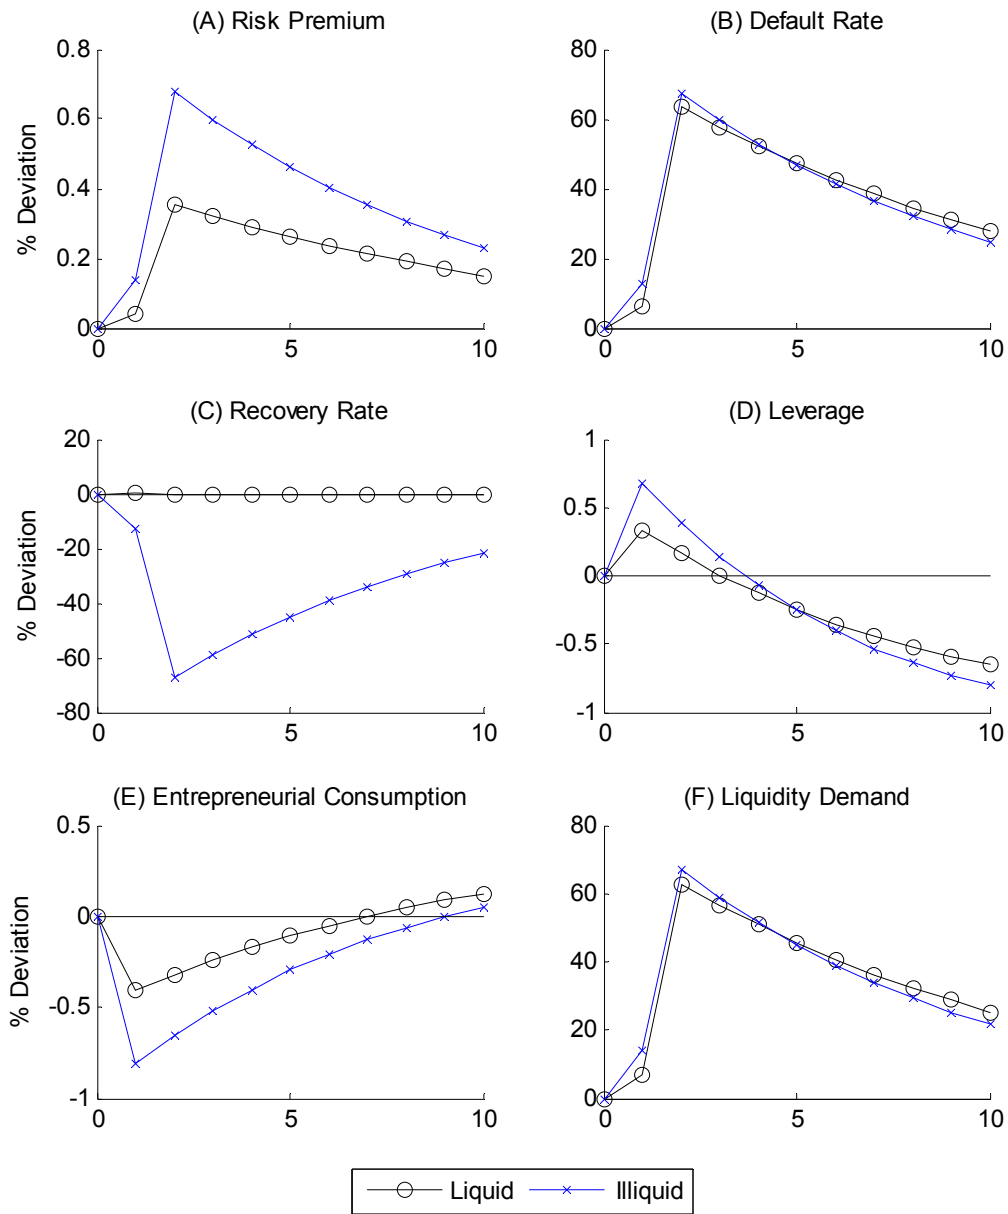 (A) Risk Premium
(B) Default Rate
% Deviation
0.8
0.6
0.4
0.2
0
0 5 10
80
60
40
20
0
0 5 10
(C) Recovery Rate
(D) Leverage
% Deviation
20
0
-20
-40
-60
-80
0 5 10
1
0.5
0
-0.5
-1
0 5 10
(E) Entrepreneurial Consumption
(F) Liquidity Demand
% Deviation
0.5
0
-0.5
-1
0 5 10
80
60
40
20
0
0 5 10
Liquid Illiquid